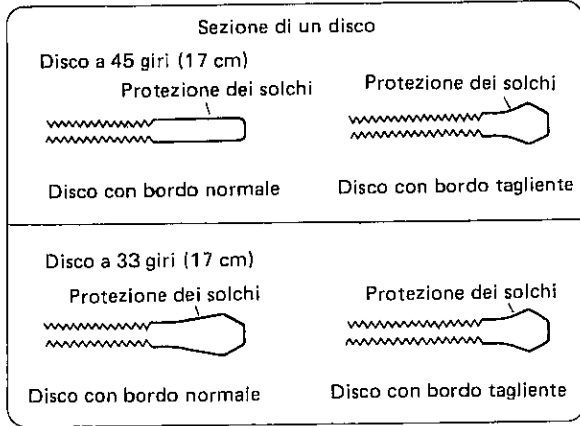 Sezione di un disco
Disco a 45 giri (17 cm)
Protezione dei solchi
Protezione dei solchi
Disco con bordo normale
Disco con bordo tagliente
Disco a 33 giri (17 cm)
Protezione dei solchi
Protezione dei solchi
Disco con bordo normale
Disco con bordo tagliente